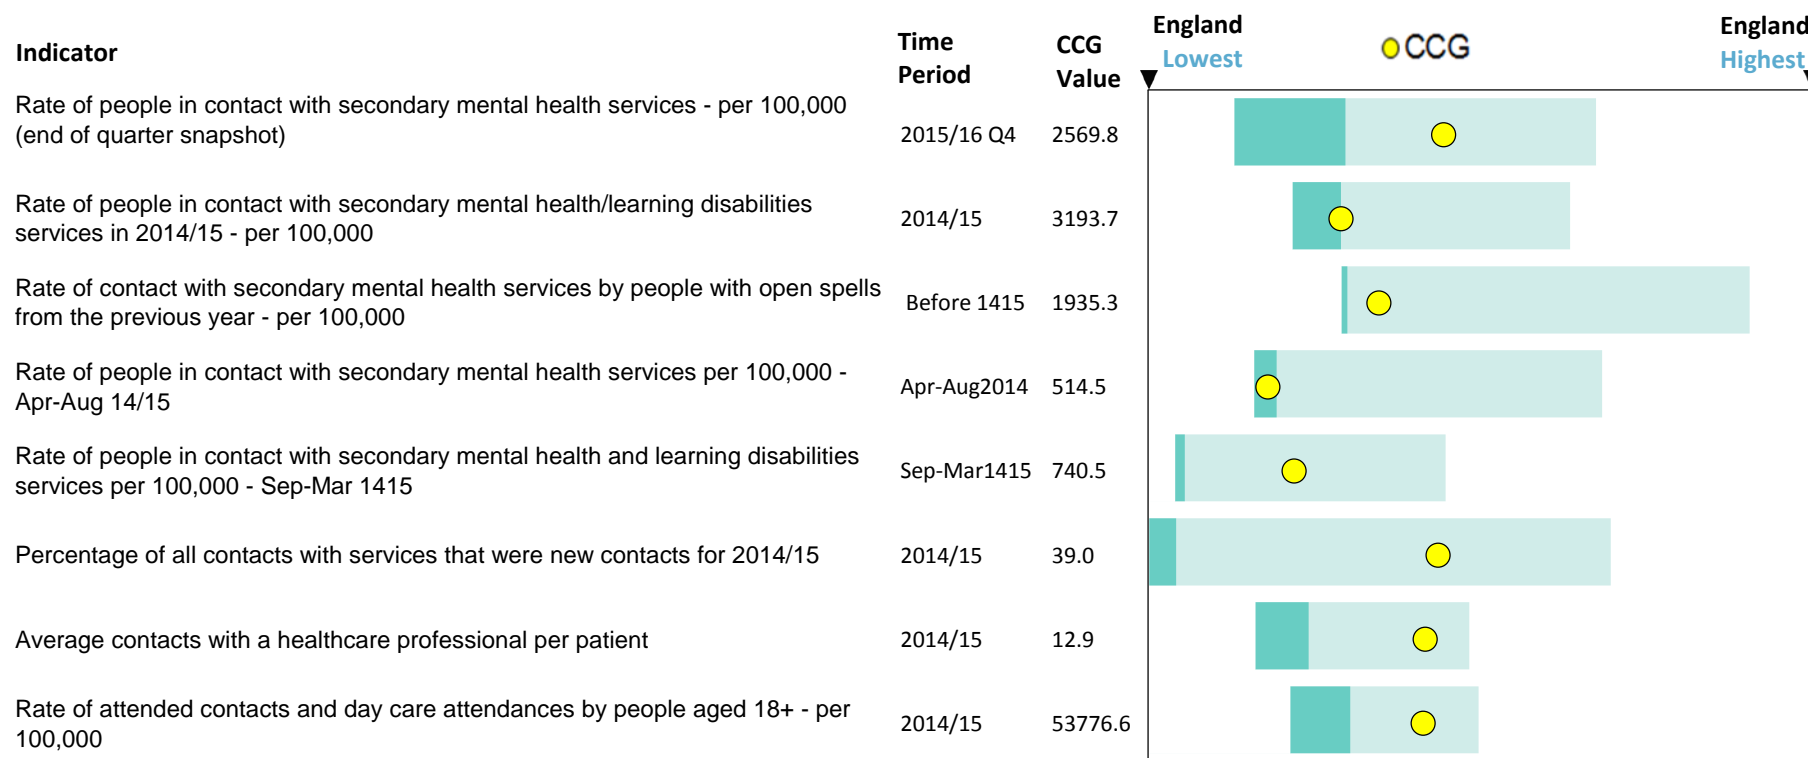 Indicator
Time
Period
CCG
Value
England
Lowest
CCG
England
Highest
Rate of people in contact with secondary mental health services - per 100,000
(end of quarter snapshot)
2015/16 Q4
2569.8
Rate of people in contact with secondary mental health/learning disabilities
services in 2014/15 - per 100,000
2014/15
3193.7
Rate of contact with secondary mental health services by people with open spells
from the previous year - per 100,000
Before 1415
1935.3
Rate of people in contact with secondary mental health services per 100,000 -
Apr-Aug 14/15
Apr-Aug2014
514.5
Rate of people in contact with secondary mental health and learning disabilities
services per 100,000 - Sep-Mar 1415
Sep-Mar1415
740.5
Percentage of all contacts with services that were new contacts for 2014/15
2014/15
39.0
Average contacts with a healthcare professional per patient
2014/15
12.9
Rate of attended contacts and day care attendances by people aged 18+ - per
100,000
2014/15
53776.6